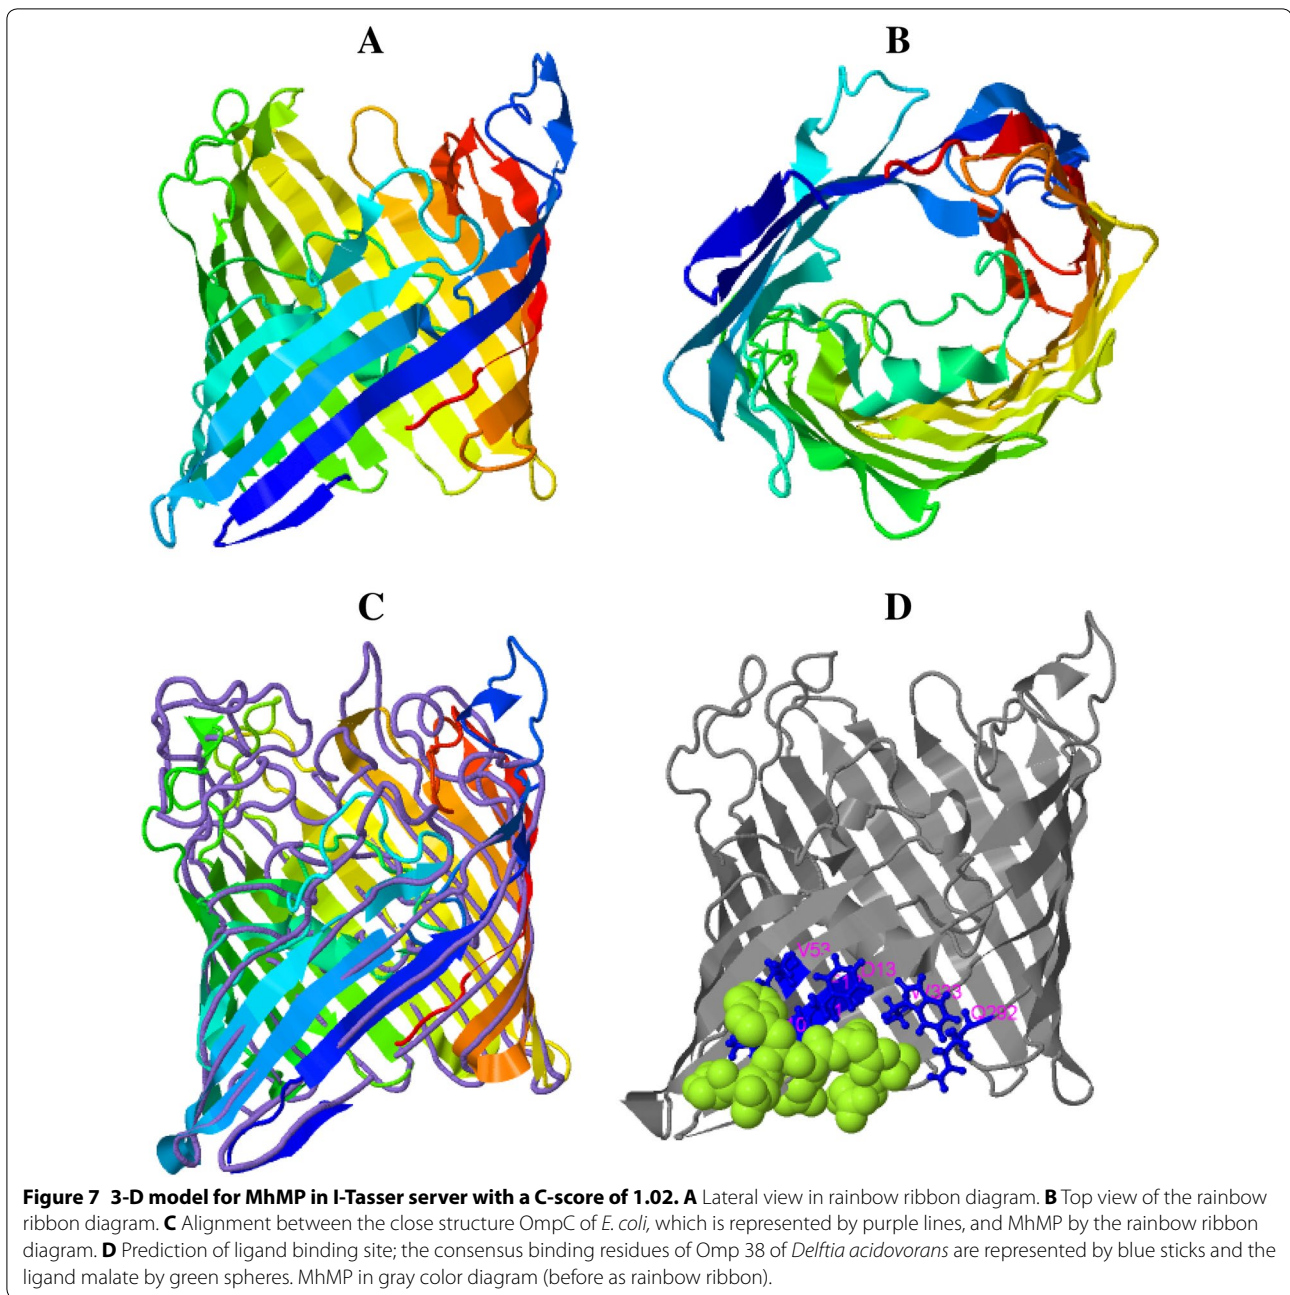 A
B
C
D
V53
Q292
Figure 7 3-D model for MhMP in I-Tasser server with a C-score of 1.02. A Lateral view in rainbow ribbon diagram. B Top view of the rainbow
ribbon diagram. C Alignment between the close structure OmpC of E. coli, which is represented by purple lines, and MhMP by the rainbow ribbon
diagram. D Prediction of ligand binding site; the consensus binding residues of Omp 38 of Delftia acidovorans are represented by blue sticks and the
ligand malate by green spheres. MhMP in gray color diagram (before as rainbow ribbon).